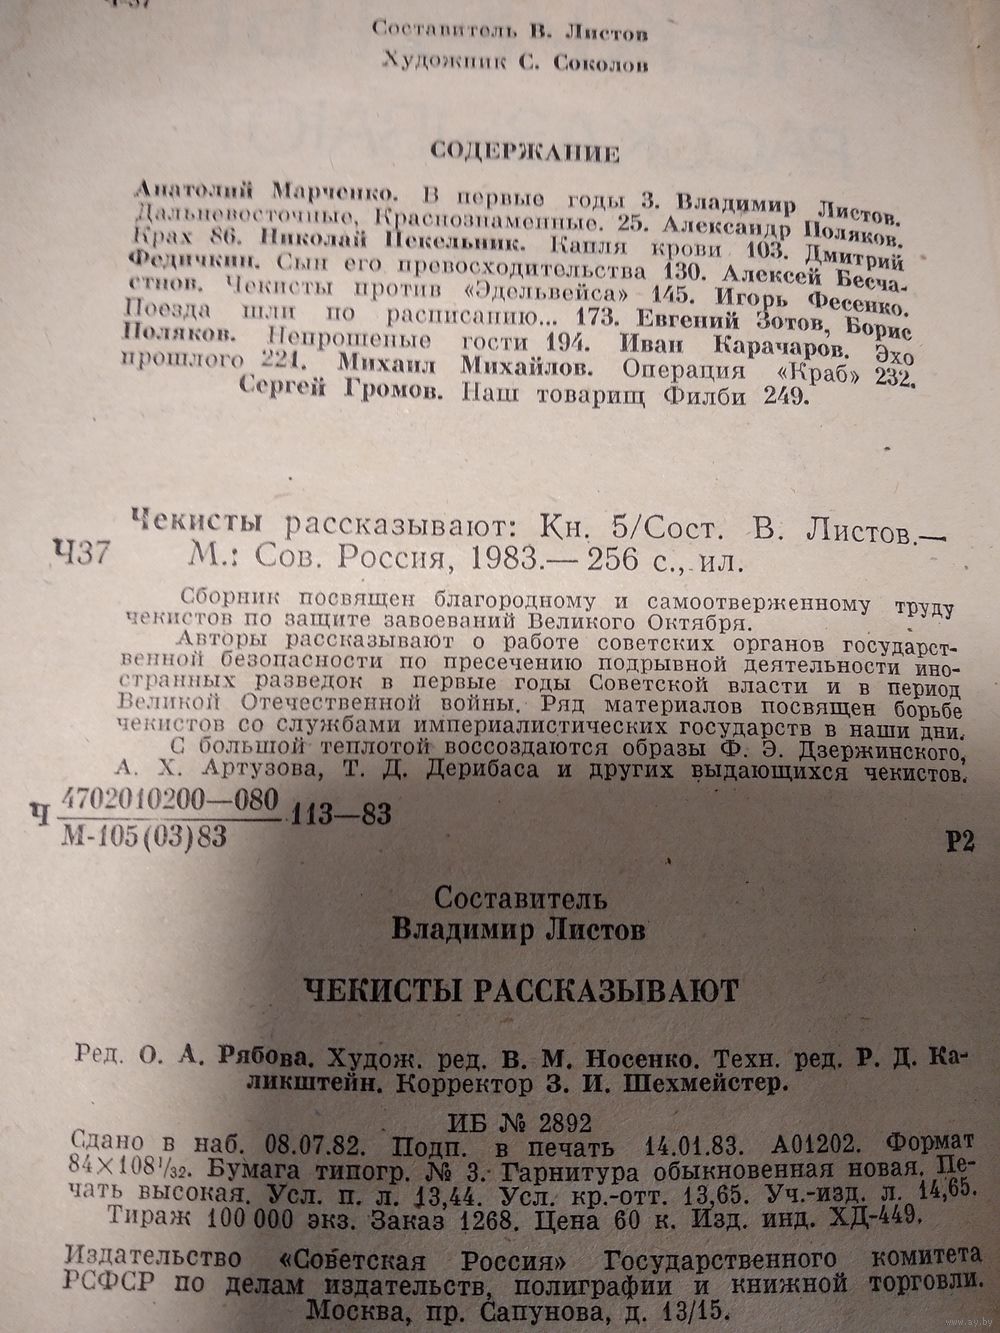 Составитель В. Листов
Художник С. Соколов
СОДЕРЖАНИЕ
Анатолий Марченко. В первые годы 3. Владимир Листов.
Дальневосточные, Краснознаменные. 25. Александр Поляков.
Крах 86. Николай Пекельник. Капля крови 103. Дмитрий
Федичкин. Сын его превосходительства 130. Алексей Бесча-
стнов. Чекисты против «Эдельвейса» 145. Игорь Фесенко.
Поезда шли по расписанию... 173. Евгений Зотов, Борис
Поляков. Непрошеные гости 194. Иван Карачаров. Эхо
прошлого 221. Михаил Михайлов. Операция «Краб» 232.
Сергей Громов. Наш товарищ Филби 249.
Чекисты рассказывают: Кн. 5/Сост. В. Листов.—
Ч37 М.: Сов. Россия, 1983.— 256 с., ил.
Сборник посвящен благородному и самоотверженному труду
чекистов по защите завоеваний Великого Октября.
Авторы рассказывают о работе советских органов государст-
венной безопасности по пресечению подрывной деятельности ино-
странных разведок в первые годы Советской власти и в период
Великой Отечественной войны. Ряд материалов посвящен борьбе
чекистов со службами империалистических государств в наши дни.
С большой теплотой воссоздаются образы Ф. Э. Дзержинского,
А. Х. Артузова, Т. Д. Дерибаса и других выдающихся чекистов.
Ч 4702010200—080 113—83
М-105(03)83
Р2
Составитель
Владимир Листов
ЧЕКИСТЫ РАССКАЗЫВАЮТ
Ред. О. А. Рябова. Худож. ред. В. М. Носенко. Техн. ред. Р. Д. Ка-
ликштейн. Корректор З. И. Шехмейстер.
ИБ № 2892
Сдано в наб. 08.07.82. Подп. в печать 14.01.83. А01202. Формат
84×108 1/32. Бумага типогр. № 3. Гарнитура обыкновенная новая. Пе-
чать высокая. Усл. п. л. 13,44. Усл. кр.-отт. 13,65. Уч.-изд. л. 14,65.
Тираж 100 000 экз. Заказ 1268. Цена 60 к. Изд. инд. ХД-449.
Издательство «Советская Россия» Государственного комитета
РСФСР по делам издательств, полиграфии и книжной торговли.
Москва, пр. Сапунова, д. 13/15.
www.ay.by